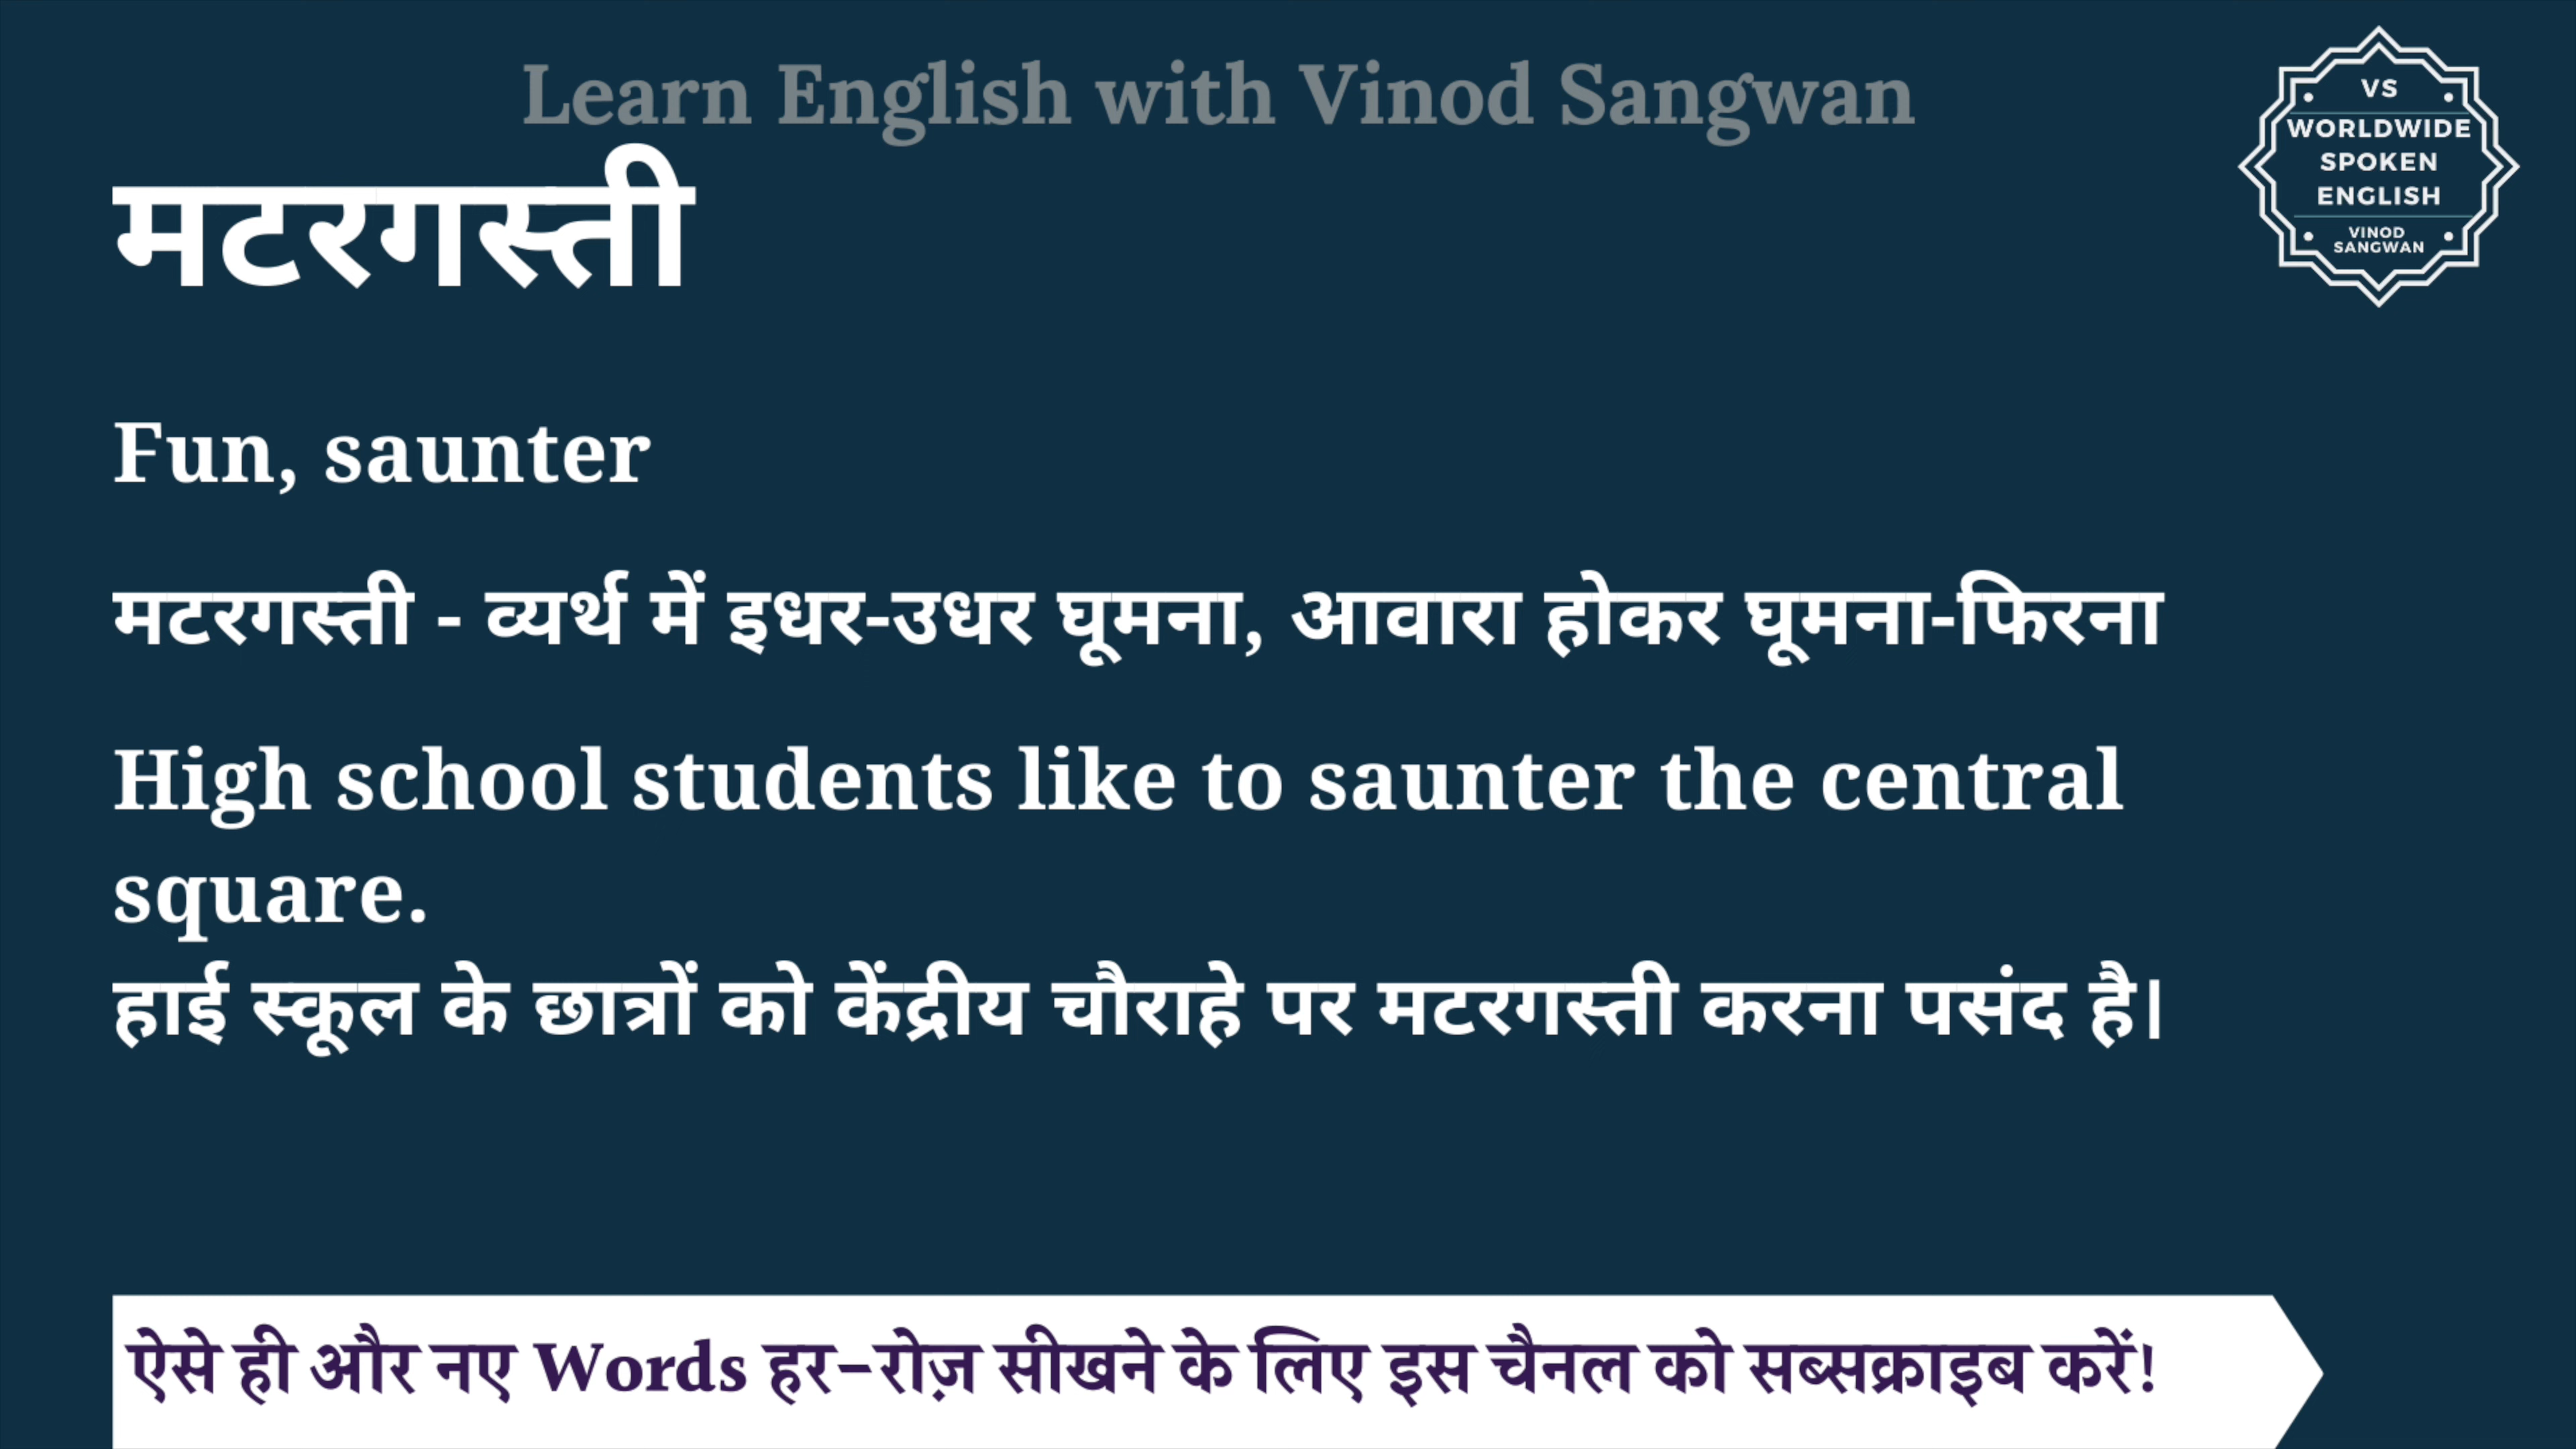 Learn English with Vinod Sangwan
VS
WORLDWIDE
SPOKEN
ENGLISH
VINOD
SANGWAN
मटरगस्ती
Fun, saunter
मटरगस्ती - व्यर्थ में इधर-उधर घूमना, आवारा होकर घूमना-फिरना
High school students like to saunter the central
square.
हाई स्कूल के छात्रों को केंद्रीय चौराहे पर मटरगस्ती करना पसंद है।
ऐसे ही और नए Words हर–रोज़ सीखने के लिए इस चैनल को सब्सक्राइब करें!